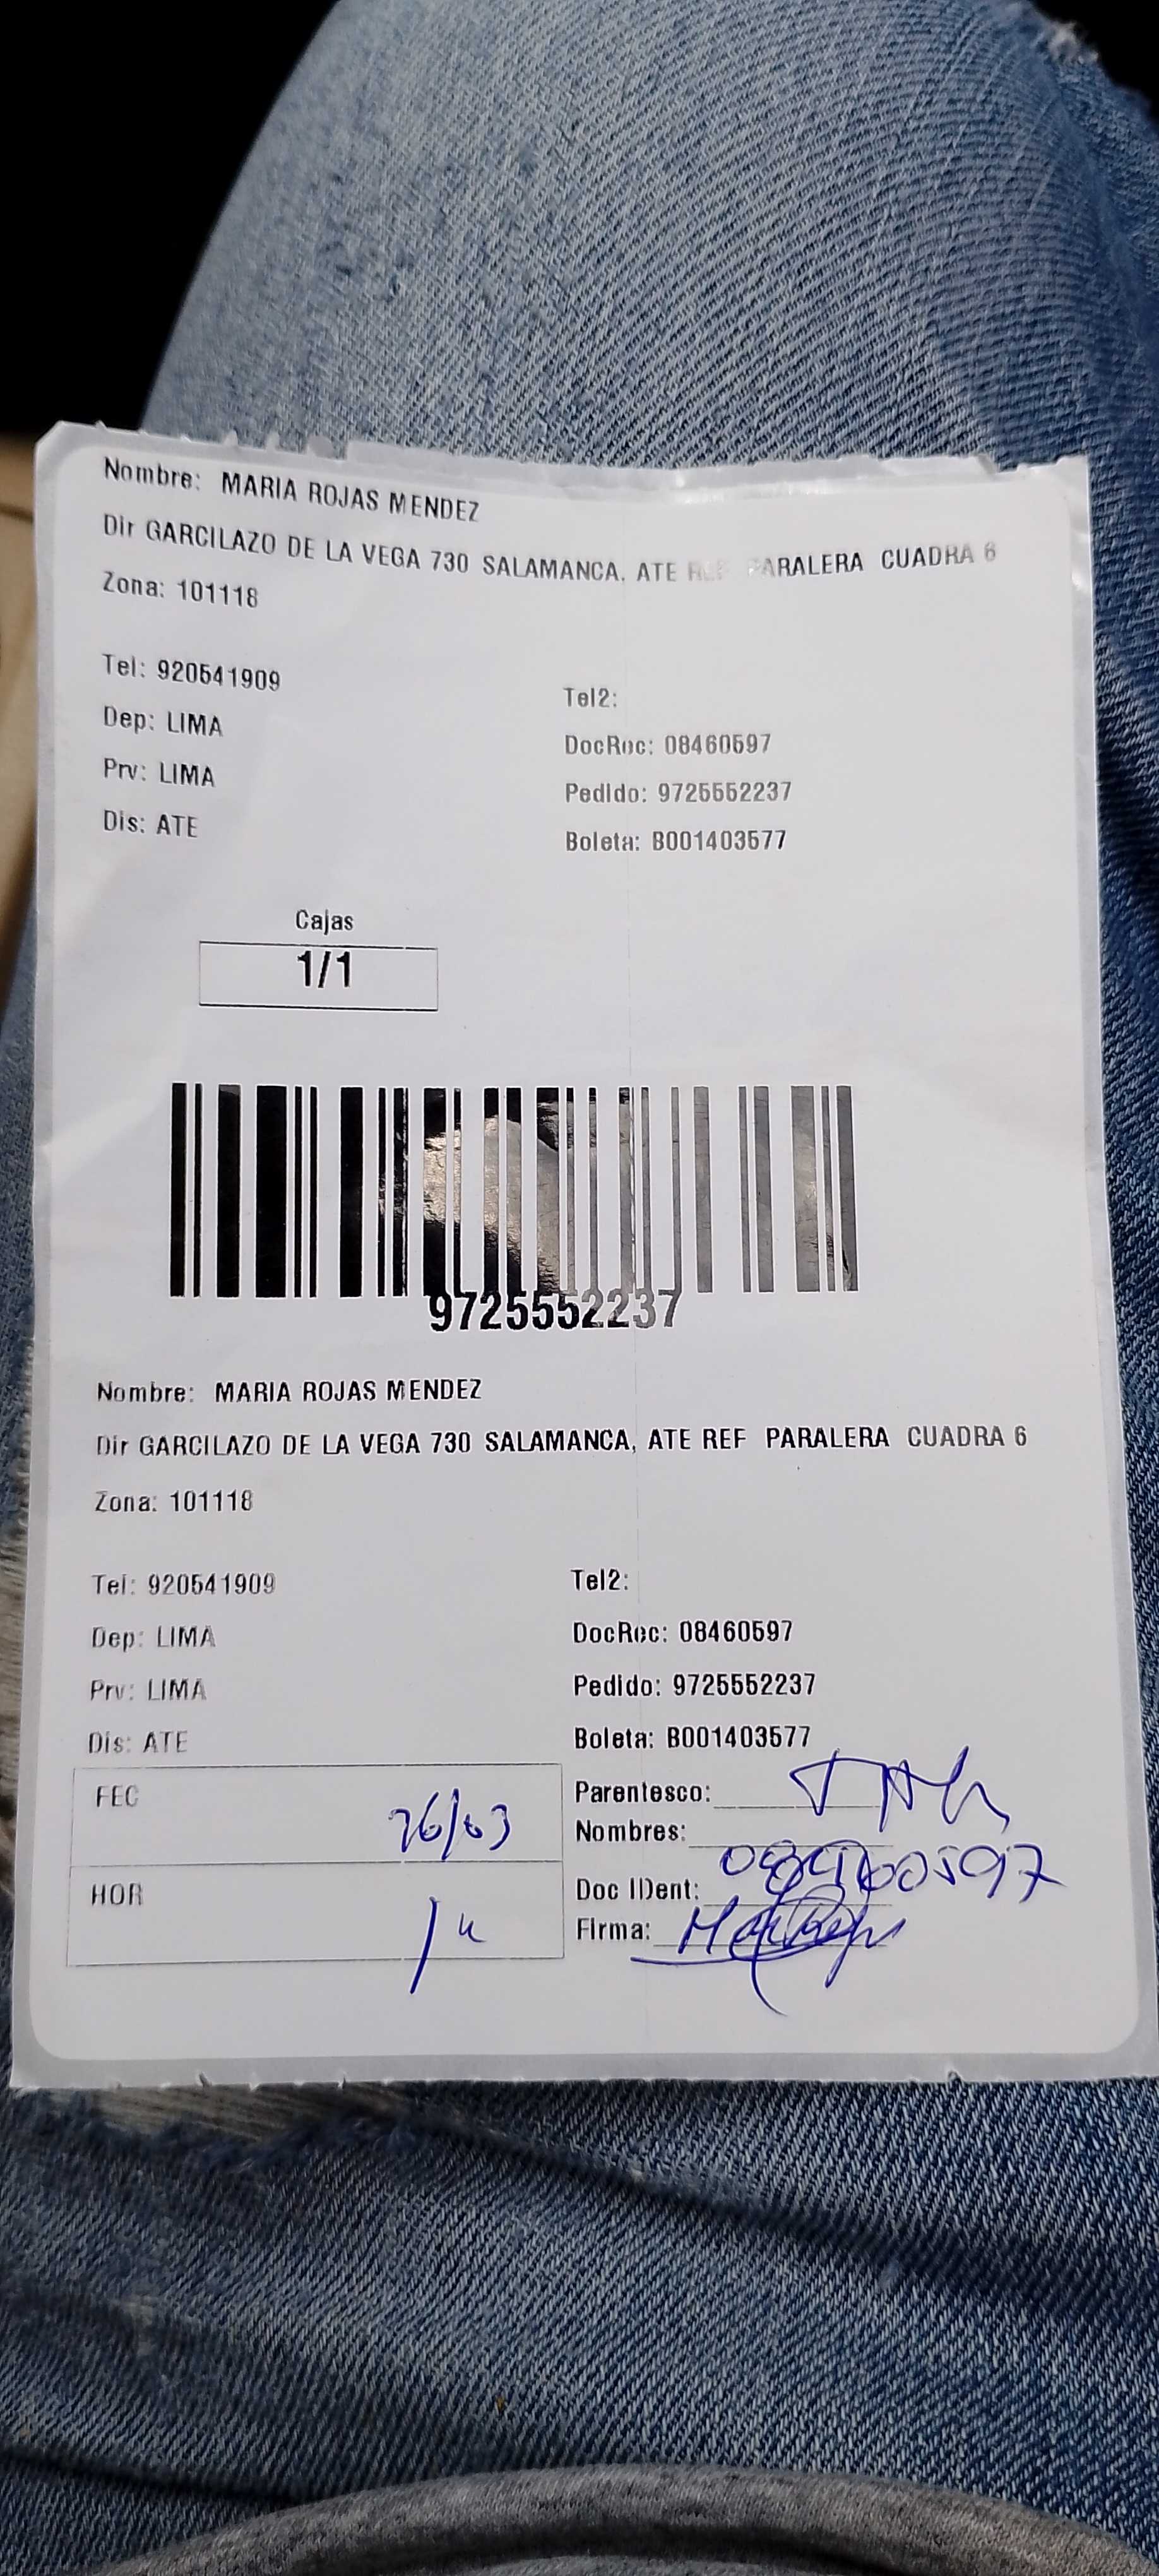 Nombre: MARIA ROJAS MENDEZ
Dir GARCILAZO DE LA VEGA 730 SALAMANCA, ATE REF PARALERA CUADRA 6
Zona: 101118
Tel: 920541909
Tel2:
Dep: LIMA
DocRec: 08460597
Prv: LIMA
Pedido: 9725552237
Dis: ATE
Boleta: B001403577
Cajas
1/1
9725552237
Nombre: MARIA ROJAS MENDEZ
Dir GARCILAZO DE LA VEGA 730 SALAMANCA, ATE REF PARALERA CUADRA 6
Zona: 101118
Tel: 920541909
Tel2:
Dep: LIMA
DocRec: 08460597
Prv: LIMA
Pedido: 9725552237
Dis: ATE
Boleta: B001403577
FEC 26/03
Parentesco:
Nombres:
HOR
Doc IDent:
Firma: